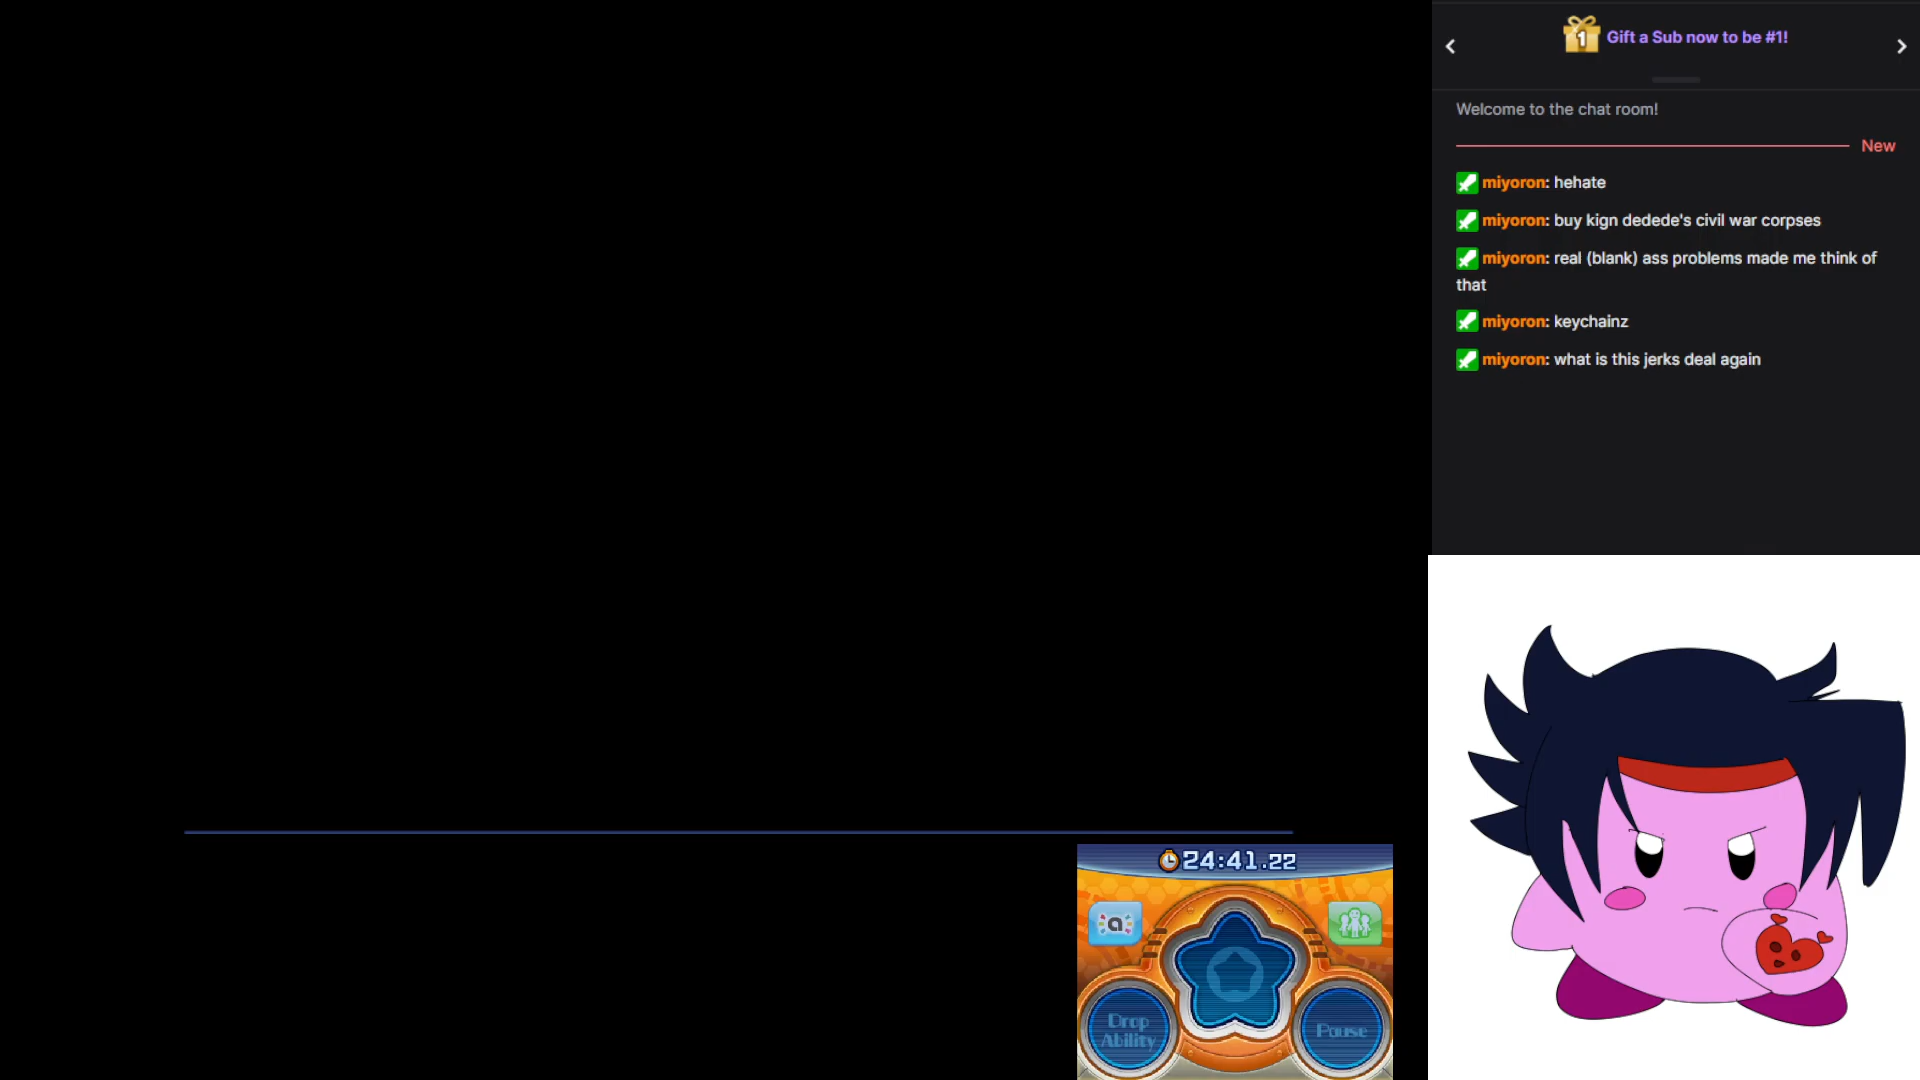 1 Gift a Sub now to be #1!
Welcome to the chat room!
New
miyoron: hehate
miyoron: buy kign dedede's civil war corpses
miyoron: real (blank) ass problems made me think of
that
miyoron: keychainz
miyoron: what is this jerks deal again
24:41.22
a
Drop
Ability
Pause